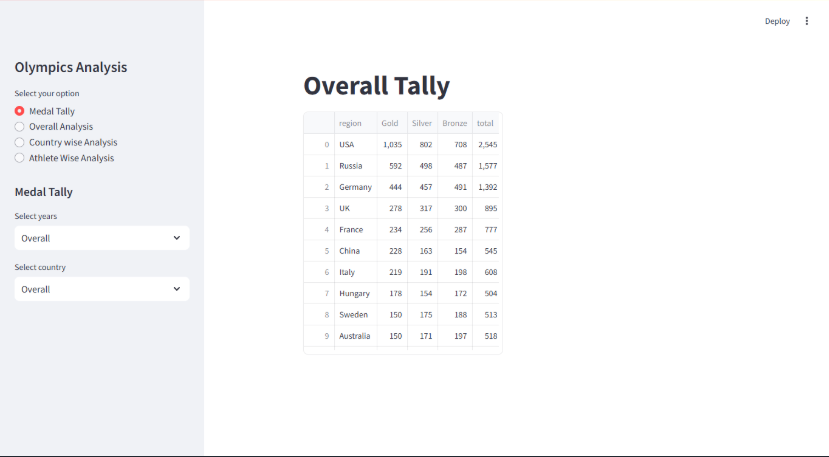 Deploy
Olympics Analysis
Select your option
Medal Tally
Overall Analysis
Country wise Analysis
Athlete Wise Analysis
Medal Tally
Select years
Overall
Select country
Overall
Overall Tally
region Gold Silver Bronze total
0 USA 1,035 802 708 2,545
1 Russia 592 498 487 1,577
2 Germany 444 457 491 1,392
3 UK 278 317 300 895
4 France 234 256 287 777
5 China 228 163 154 545
6 Italy 219 191 198 608
7 Hungary 178 154 172 504
8 Sweden 150 175 188 513
9 Australia 150 171 197 518